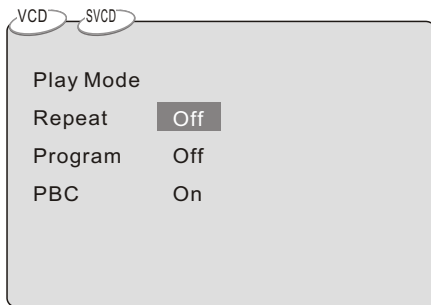 VCD SVCD
Play Mode
Repeat Off
Program Off
PBC On